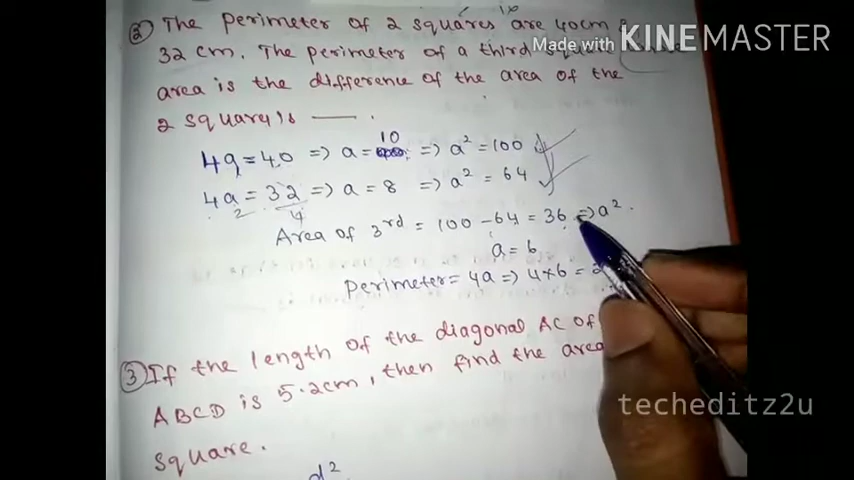 ② The perimeter of 2 squares are 40cm &
32 cm. The perimeter of a third
area is the difference of the area of the
2 square is ——.
4a = 40 => a = 10 => a² = 100
4a = 32 => a = 8 => a² = 64
4
Area of 3rd = 100 - 64 = 36 => a².
a = 6
Perimeter = 4a => 4×6 =
③ If the length of the diagonal AC of
ABCD is 5.2cm, then find the area
square.
d²
Made with KINEMASTER
techeditz2u